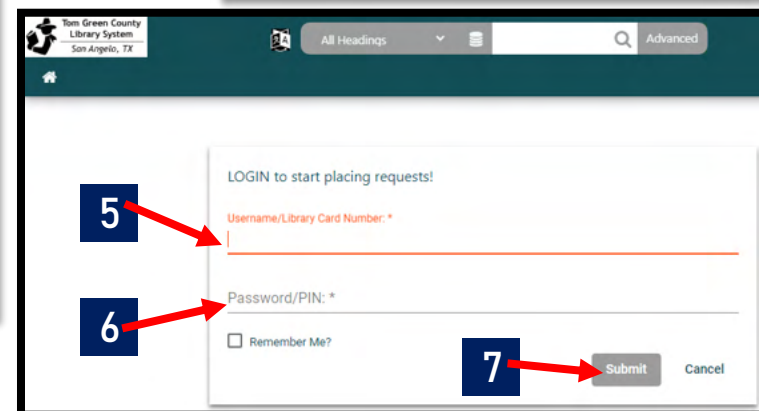 Tom Green County
Library System
San Angelo, TX
All Headings
Advanced
LOGIN to start placing requests!
5
Username/Library Card Number: *
6
Password/PIN: *
Remember Me?
7
Submit
Cancel